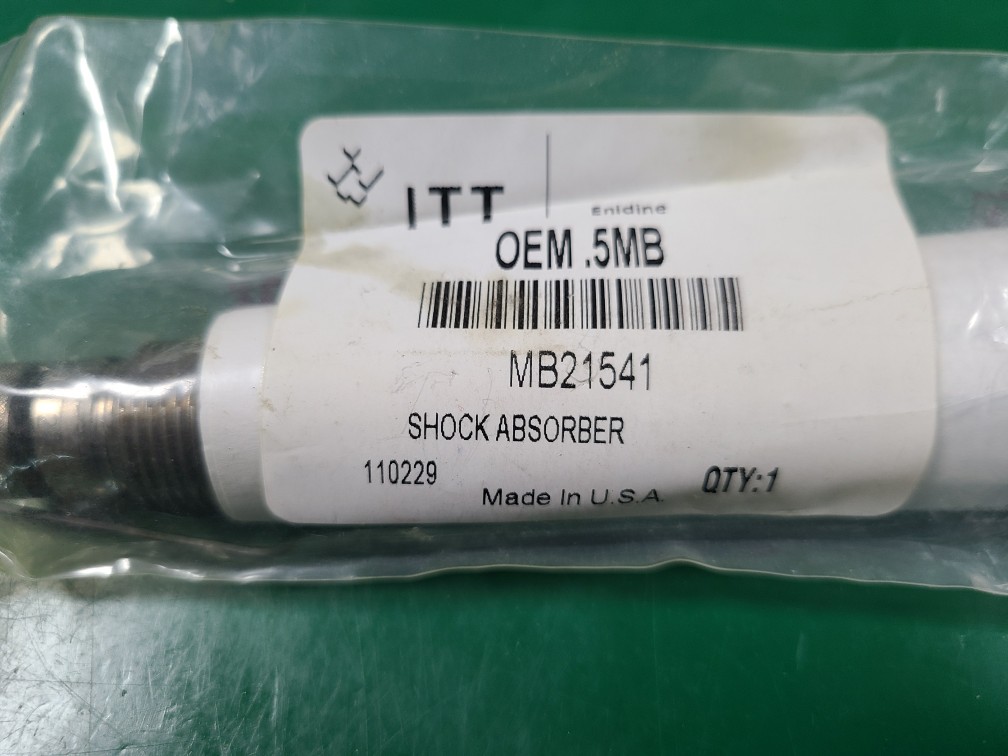 ITT
Enidine
OEM .5MB
MB21541
SHOCK ABSORBER
110229
Made In U.S.A.
QTY:1